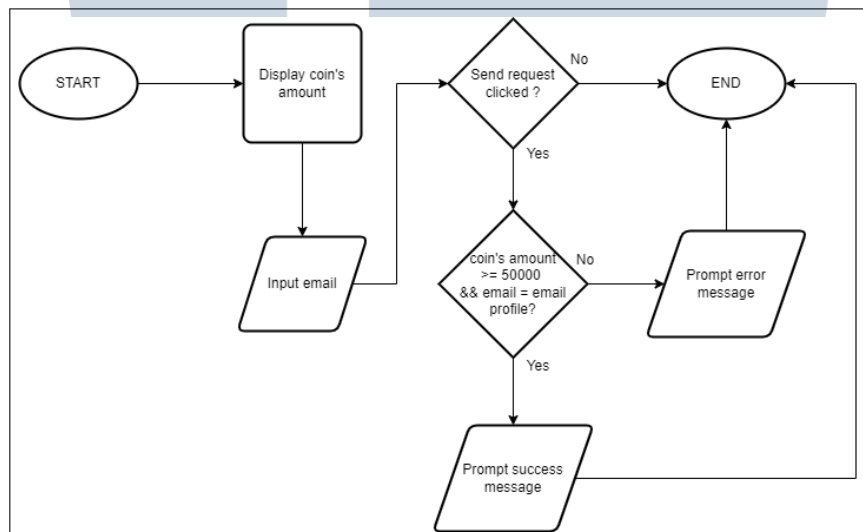 START
Display coin's
amount
Input email
Send request
clicked ?
No
END
Yes
coin's amount
>= 50000
&& email = email
profile?
No
Prompt error
message
Yes
Prompt success
message